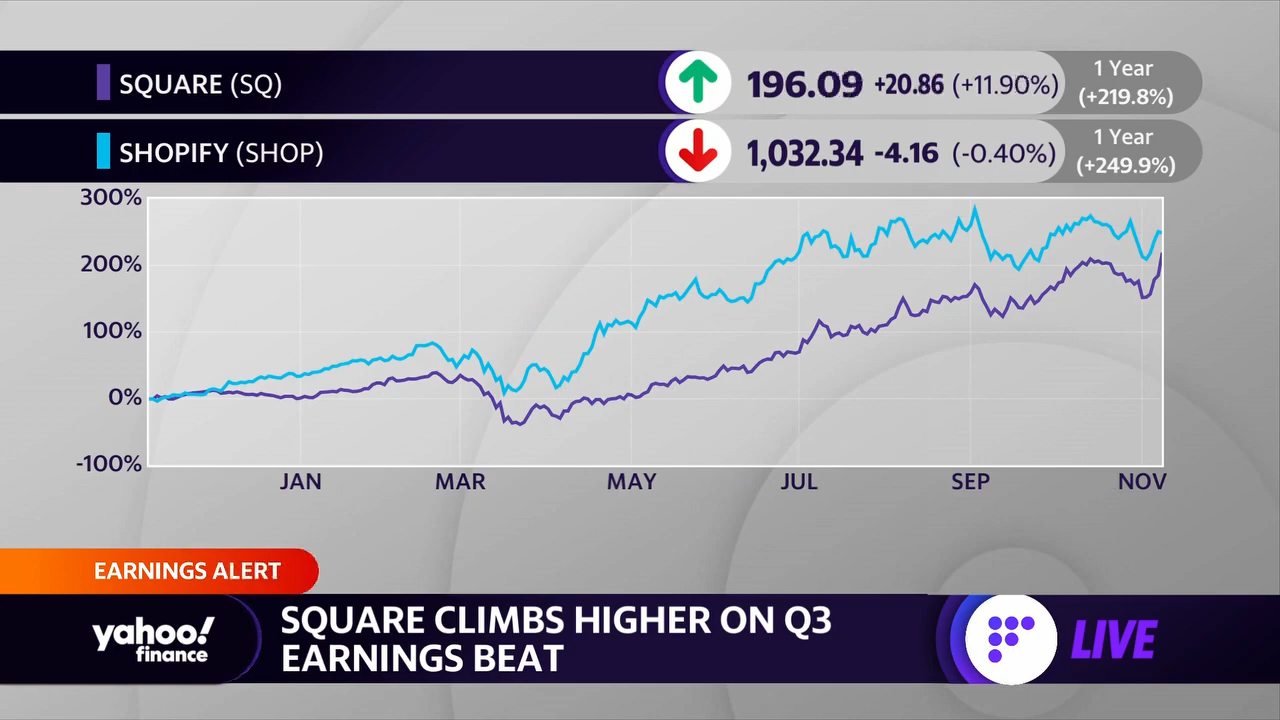 SQUARE (SQ) 196.09 +20.86 (+11.90%) 1 Year (+219.8%)
SHOPIFY (SHOP) 1,032.34 -4.16 (-0.40%) 1 Year (+249.9%)
300%
200%
100%
0%
-100%
JAN MAR MAY JUL SEP NOV
EARNINGS ALERT
yahoo! finance
SQUARE CLIMBS HIGHER ON Q3
EARNINGS BEAT
LIVE